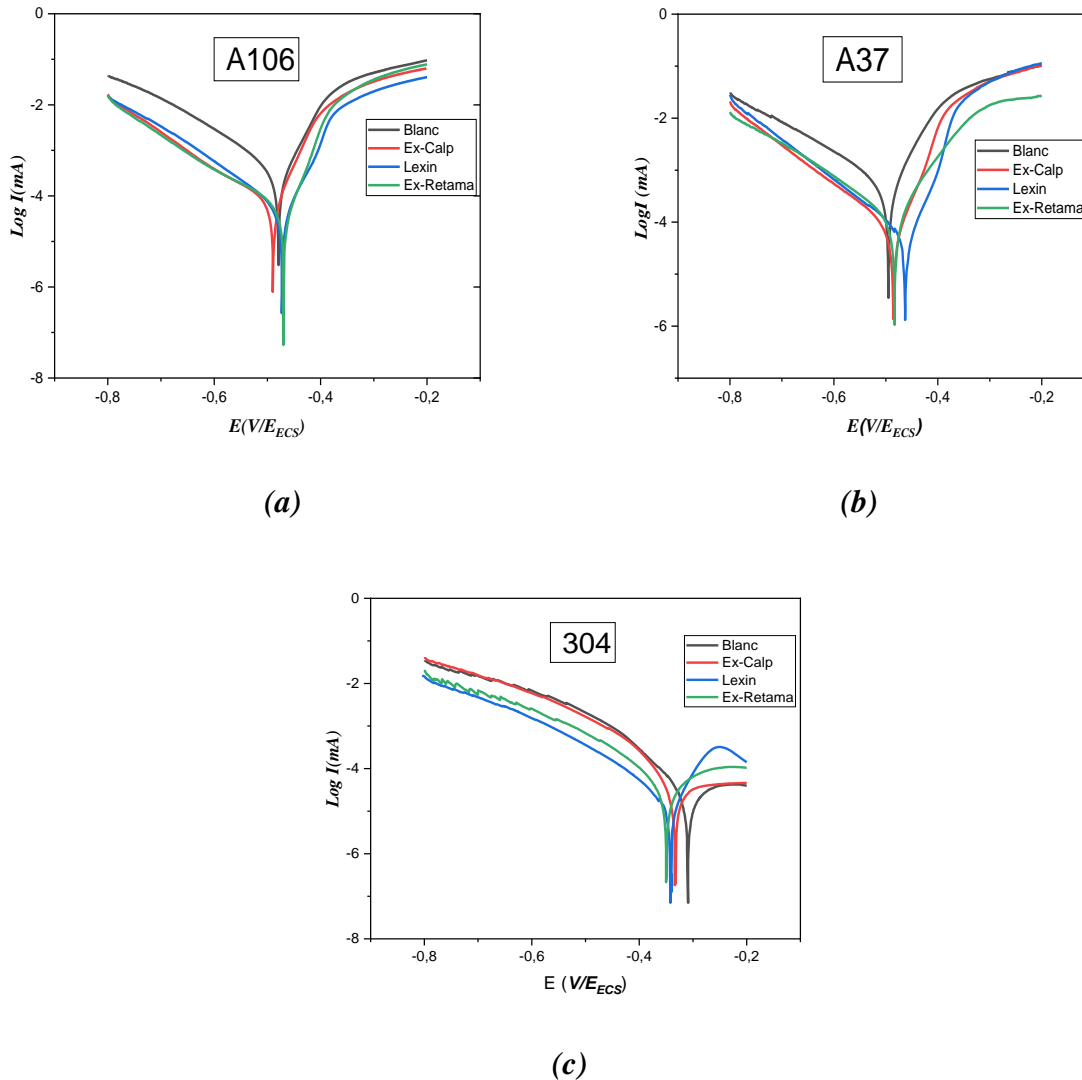 A106
0
-2
-4
-6
-8
-0,8
-0,6
-0,4
-0,2
Log I (mA)
E(V/E_ECS)
Blanc
Ex-Calp
Lexin
Ex-Retama
(a)
A37
0
-2
-4
-6
-0,8
-0,6
-0,4
-0,2
LogI (mA)
E(V/E_ECS)
Blanc
Ex-Calp
Lexin
Ex-Retama
(b)
304
0
-2
-4
-6
-8
-0,8
-0,6
-0,4
-0,2
Log I(mA)
E (V/E_ECS)
Blanc
Ex-Calp
Lexin
Ex-Retama
(c)